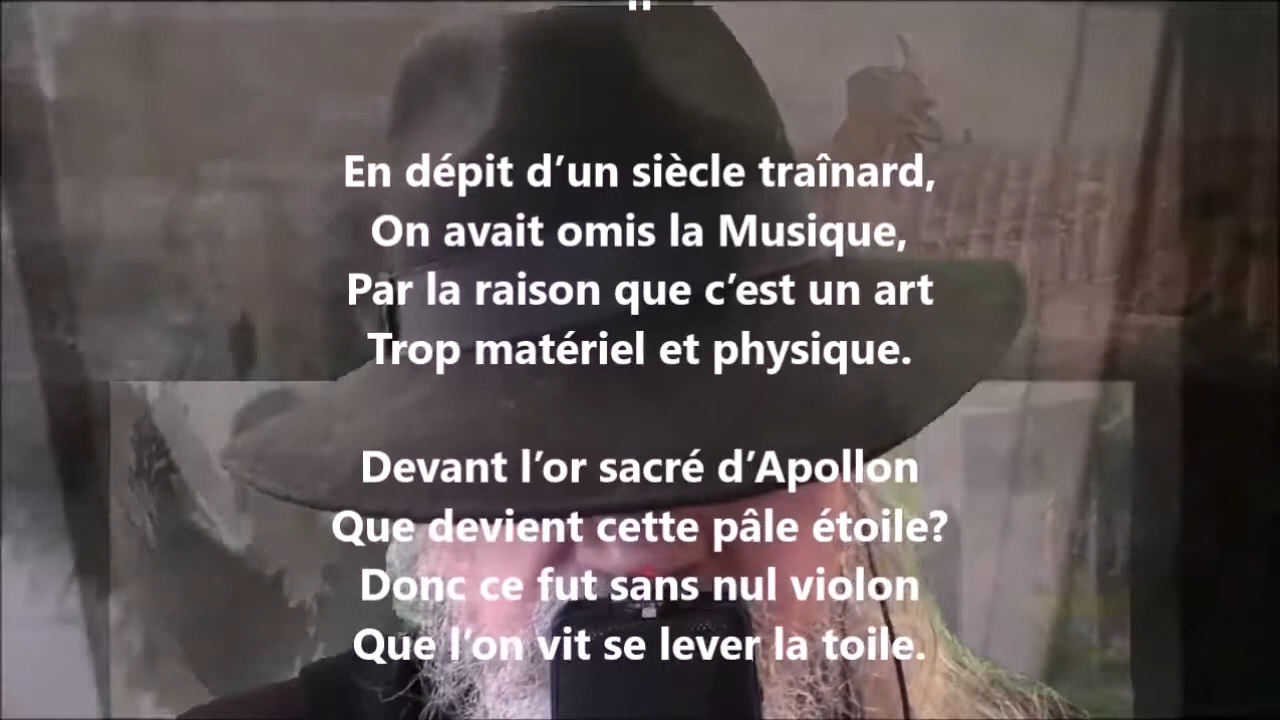 En dépit d’un siècle traînard,
On avait omis la Musique,
Par la raison que c’est un art
Trop matériel et physique.
Devant l’or sacré d’Apollon
Que devient cette pâle étoile?
Donc ce fut sans nul violon
Que l’on vit se lever la toile.